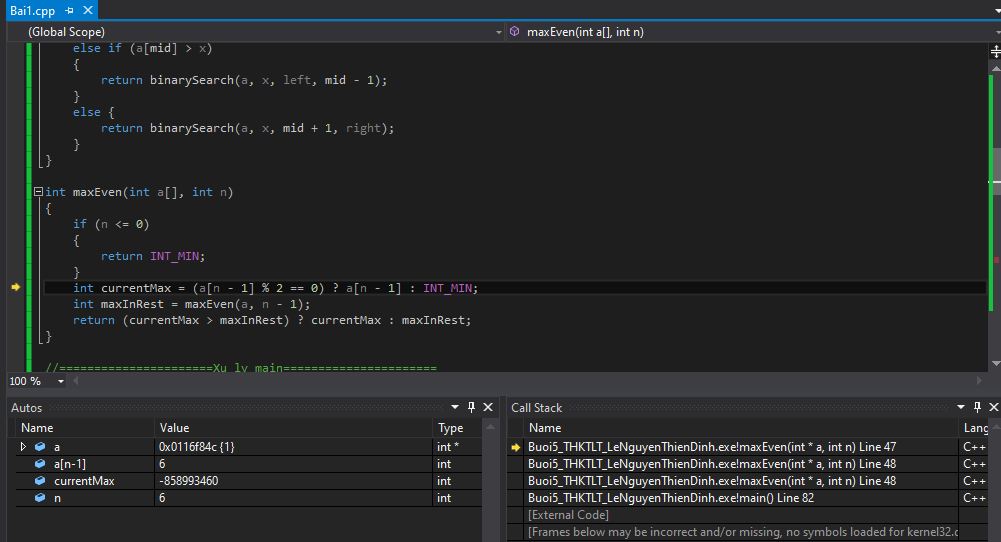 Bai1.cpp
(Global Scope) maxEven(int a[], int n)
else if (a[mid] > x)
{
return binarySearch(a, x, left, mid - 1);
}
else {
return binarySearch(a, x, mid + 1, right);
}
}
int maxEven(int a[], int n)
{
if (n <= 0)
{
return INT_MIN;
}
int currentMax = (a[n - 1] % 2 == 0) ? a[n - 1] : INT_MIN;
int maxInRest = maxEven(a, n - 1);
return (currentMax > maxInRest) ? currentMax : maxInRest;
}
//======================Xu ly main======================
100 %
Autos
Name Value Type
a 0x0116f84c {1} int *
a[n-1] 6 int
currentMax -858993460 int
n 6 int
Call Stack
Name Lang
Buoi5_THKTLT_LeNguyenThienDinh.exe!maxEven(int * a, int n) Line 47 C++
Buoi5_THKTLT_LeNguyenThienDinh.exe!maxEven(int * a, int n) Line 48 C++
Buoi5_THKTLT_LeNguyenThienDinh.exe!maxEven(int * a, int n) Line 48 C++
Buoi5_THKTLT_LeNguyenThienDinh.exe!main() Line 82 C++
[External Code]
[Frames below may be incorrect and/or missing, no symbols loaded for kernel32.c